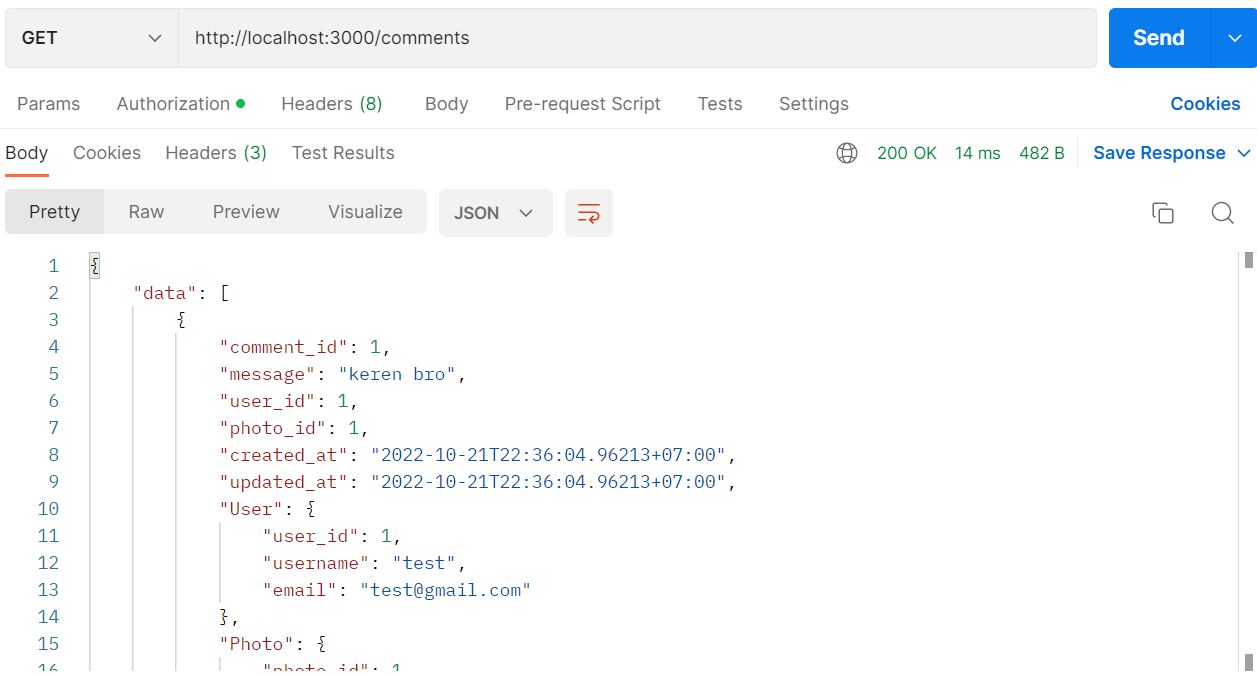 GET http://localhost:3000/comments Send
Params Authorization Headers (8) Body Pre-request Script Tests Settings Cookies
Body Cookies Headers (3) Test Results 200 OK 14 ms 482 B Save Response
Pretty Raw Preview Visualize JSON
1 {
2 "data": [
3 {
4 "comment_id": 1,
5 "message": "keren bro",
6 "user_id": 1,
7 "photo_id": 1,
8 "created_at": "2022-10-21T22:36:04.96213+07:00",
9 "updated_at": "2022-10-21T22:36:04.96213+07:00",
10 "User": {
11 "user_id": 1,
12 "username": "test",
13 "email": "test@gmail.com"
14 },
15 "Photo": {
16 "photo_id": 1